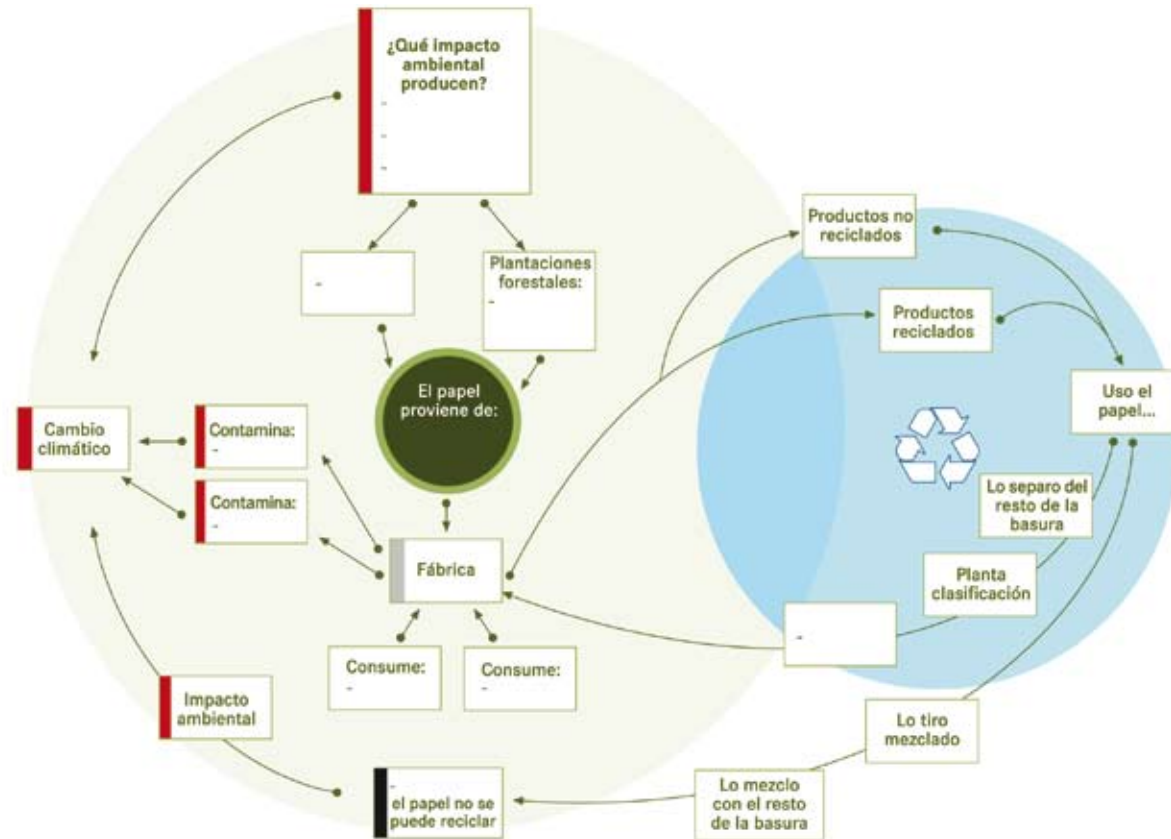 ¿Qué impacto
ambiental
producen?
-
-
-
Productos no
reciclados
-
Plantaciones
forestales:
-
Productos
reciclados
El papel
proviene de:
Uso el
papel...
Cambio
climático
Contamina:
-
Contamina:
-
Lo separo del
resto de la
basura
Fábrica
Planta
clasificación
-
Consume:
-
Consume:
-
Impacto
ambiental
Lo tiro
mezclado
-
el papel no se
puede reciclar
Lo mezclo
con el resto
de la basura